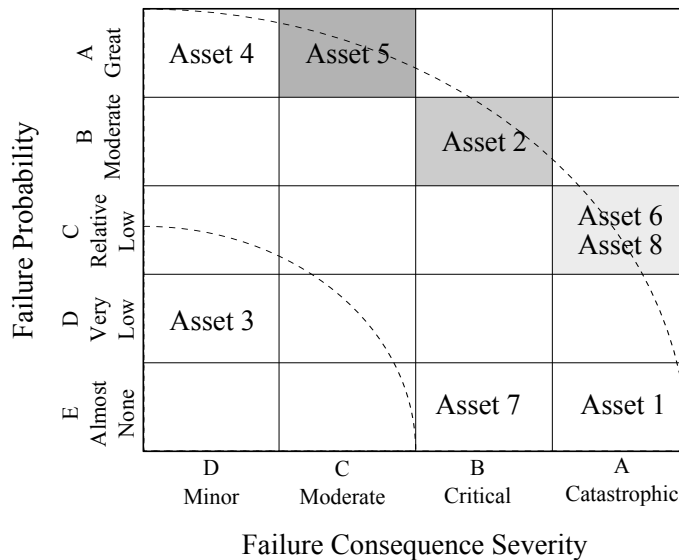 Failure Probability
A
Great
Asset 4
Asset 5
B
Moderate
Asset 2
C
Relative
Low
Asset 6
Asset 8
D
Very
Low
Asset 3
E
Almost
None
Asset 7
Asset 1
D
Minor
C
Moderate
B
Critical
A
Catastrophic
Failure Consequence Severity